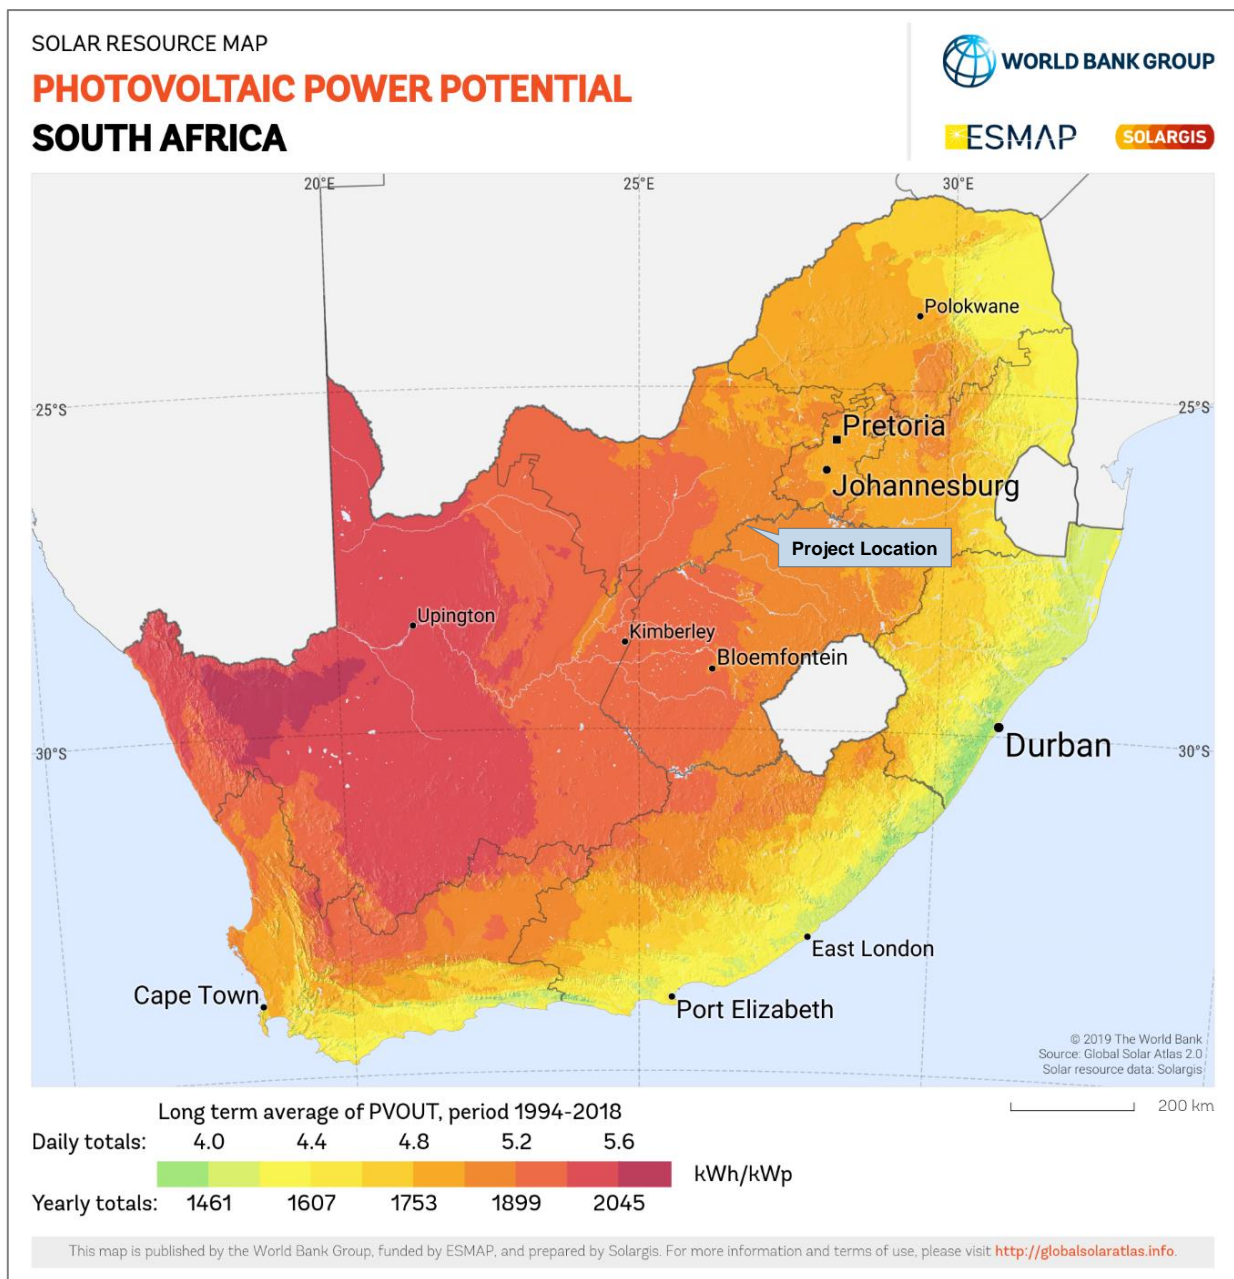 SOLAR RESOURCE MAP
PHOTOVOLTAIC POWER POTENTIAL
SOUTH AFRICA
WORLD BANK GROUP
ESMAP
SOLARGIS
20°E
25°E
30°E
Polokwane
25°S
25°S
Pretoria
Johannesburg
Project Location
Upington
Kimberley
Bloemfontein
Durban
30°S
30°S
East London
Cape Town
Port Elizabeth
© 2019 The World Bank
Source: Global Solar Atlas 2.0
Solar resource data: Solargis
200 km
Long term average of PVOUT, period 1994-2018
Daily totals: 4.0 4.4 4.8 5.2 5.6
kWh/kWp
Yearly totals: 1461 1607 1753 1899 2045
This map is published by the World Bank Group, funded by ESMAP, and prepared by Solargis. For more information and terms of use, please visit http://globalsolaratlas.info.